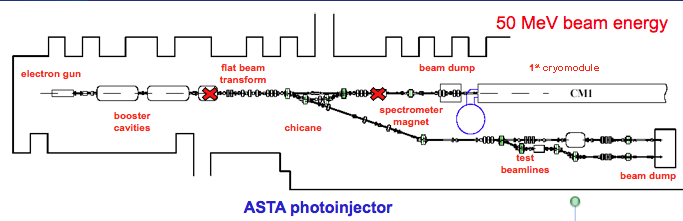 50 MeV beam energy
flat beam
transform
beam dump
1st cryomodule
electron gun
CM1
booster
cavities
chicane
spectrometer
magnet
test
beamlines
beam dump
ASTA photoinjector